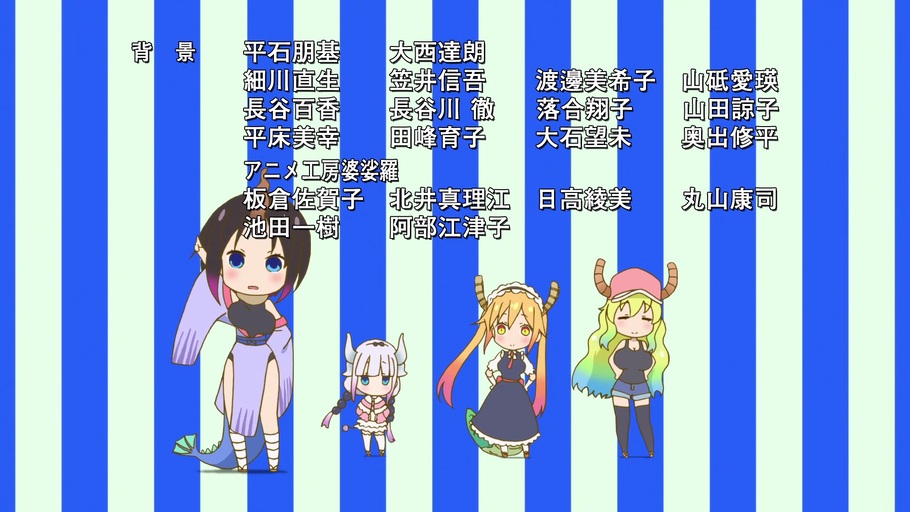 背 景 平石朋基 大西達朗
細川直生 笠井信吾 渡邊美希子 山砥愛瑛
長谷百香 長谷川 徹 落合翔子 山田諒子
平床美幸 田峰育子 大石望未 奥出修平
アニメ工房婆娑羅
板倉佐賀子 北井真理江 日高綾美 丸山康司
池田一樹 阿部江津子